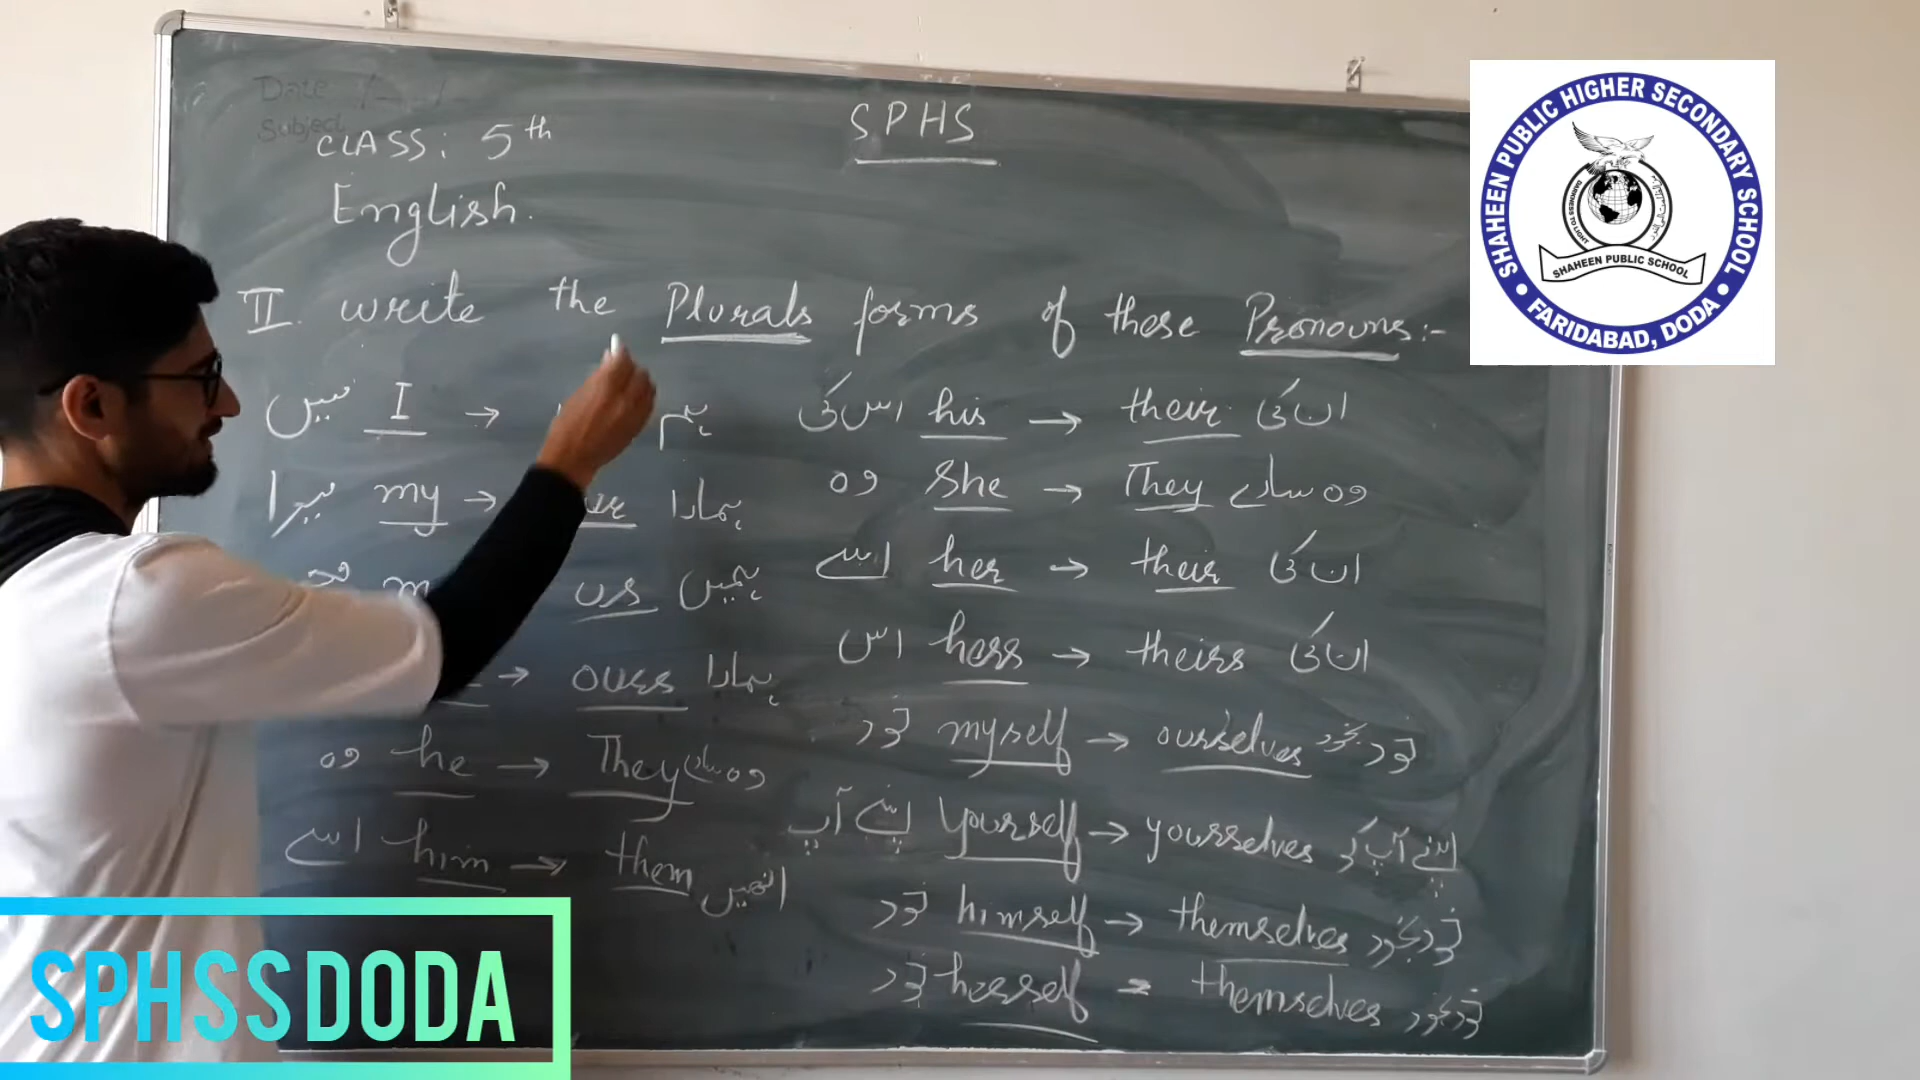 Date / /
Subject
CLASS: 5th
SPHS
English.
II. write the Plurals forms of these Pronouns:-
I → ہم
میرا my → ہمارا
us ہمیں
→ ours ہمارا
وہ he → They وہ سارے
اسے him → them انھیں
اس کی his → their ان کی
وہ She → They وہ سارے
اسے her → their ان کی
اس hers → theirs ان کی
خود myself → ourselves خود بخود
اپنے آپ yourself → yourselves اپنے آپ کو
خود himself → themselves خود بخود
خود herself = themselves خود بخود
SHAHEEN PUBLIC HIGHER SECONDARY SCHOOL
DARKNESS TO LIGHT
SHAHEEN PUBLIC SCHOOL
• FARIDABAD, DODA •
SPHSS DODA